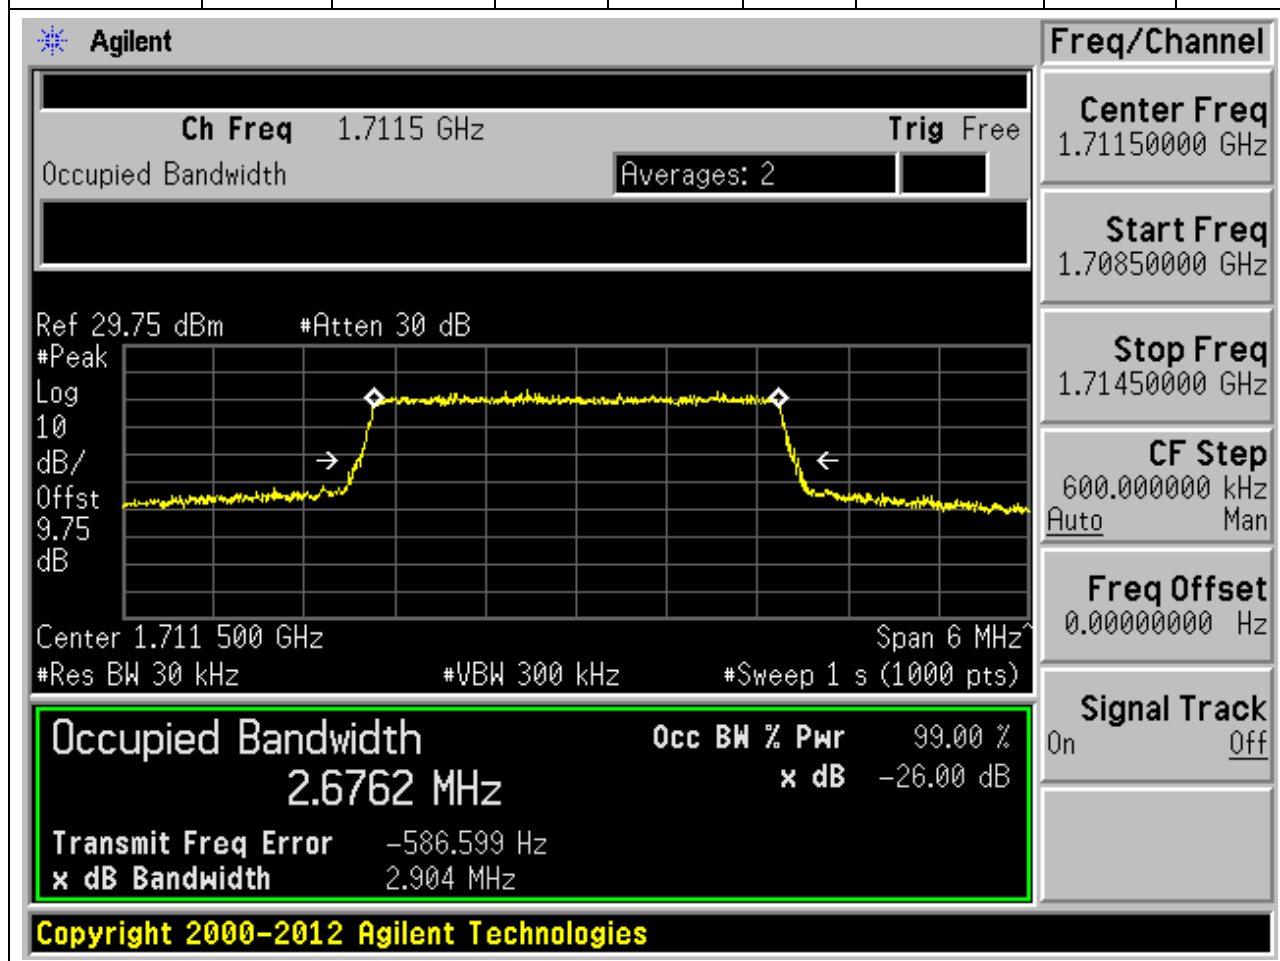 Agilent
Freq/Channel
Ch Freq 1.7115 GHz Trig Free
Occupied Bandwidth Averages: 2
Center Freq
1.71150000 GHz
Start Freq
1.70850000 GHz
Stop Freq
1.71450000 GHz
CF Step
600.000000 kHz
Auto Man
Freq Offset
0.00000000 Hz
Signal Track
On Off
Ref 29.75 dBm #Atten 30 dB
#Peak
Log
10
dB/
Offst
9.75
dB
Center 1.711 500 GHz Span 6 MHz^
#Res BW 30 kHz #VBW 300 kHz #Sweep 1 s (1000 pts)
Occupied Bandwidth Occ BW % Pwr 99.00 %
2.6762 MHz x dB -26.00 dB
Transmit Freq Error -586.599 Hz
x dB Bandwidth 2.904 MHz
Copyright 2000-2012 Agilent Technologies